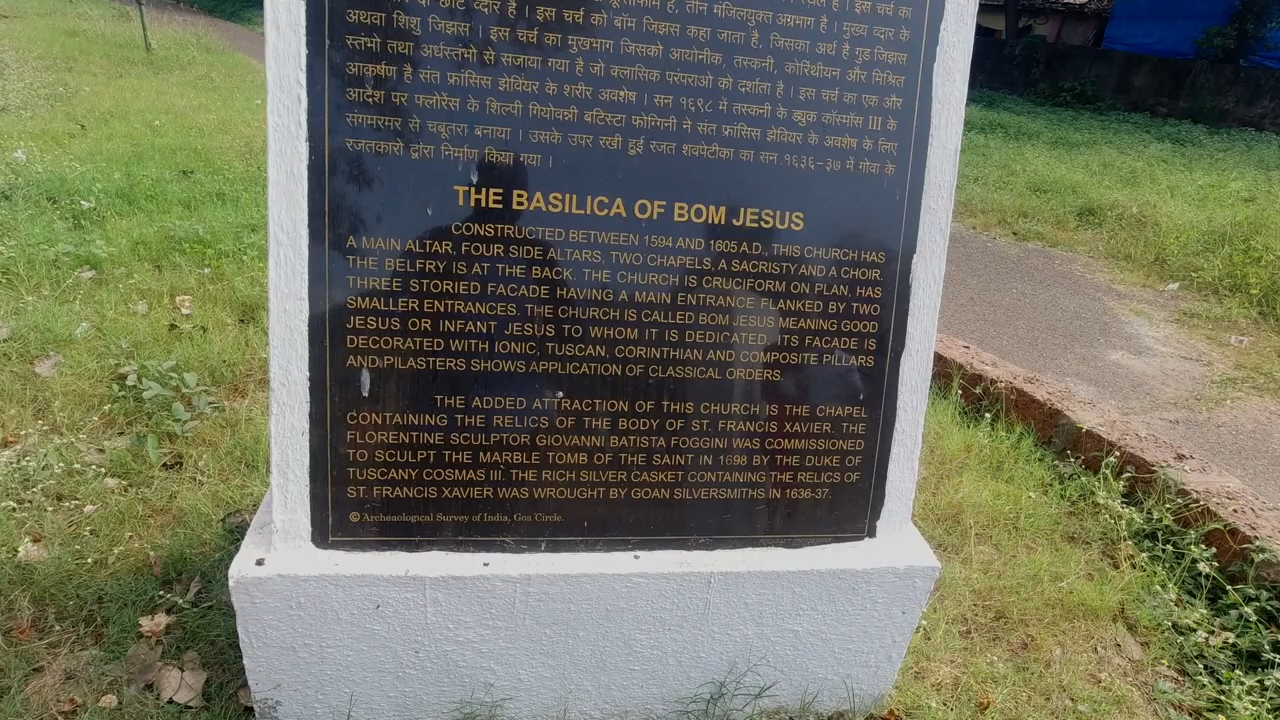 दो छोटे व्दार है । इस चर्च को 'बॉम जिझस कहा जाता है, जिसका अर्थ है गुड जिझस
अथवा शिशु जिझस । इस चर्च का मुखभाग जिसको आयोनीक, तस्कनी, कोरिंथीयन और मिश्रित
स्तंभो तथा अर्धस्तंभो से सजाया गया है जो क्लासिक परंपराओ को दर्शाता है । इस चर्च का एक और
आकर्षण है संत फ्रांसिस झेवियर के शरीर अवशेष । सन १६९८ में तस्कनी के ड्युक कॉस्मॉस III के
आदेश पर फ्लोरेंस के शिल्पी गियोवन्नी बटिस्टा फोग्गिनी ने संत फ्रांसिस झेवियर के अवशेष के लिए
संगमरमर से चबूतरा बनाया । उसके उपर रखी हुई रजत शवपेटीका का सन १६३६-३७ में गोवा के
रजतकारो द्वारा निर्माण किया गया ।
THE BASILICA OF BOM JESUS
CONSTRUCTED BETWEEN 1594 AND 1605 A.D., THIS CHURCH HAS
A MAIN ALTAR, FOUR SIDE ALTARS, TWO CHAPELS, A SACRISTY AND A CHOIR.
THE BELFRY IS AT THE BACK. THE CHURCH IS CRUCIFORM ON PLAN, HAS
THREE STORIED FACADE HAVING A MAIN ENTRANCE FLANKED BY TWO
SMALLER ENTRANCES. THE CHURCH IS CALLED BOM JESUS MEANING GOOD
JESUS OR INFANT JESUS TO WHOM IT IS DEDICATED. ITS FACADE IS
DECORATED WITH IONIC, TUSCAN, CORINTHIAN AND COMPOSITE PILLARS
AND PILASTERS SHOWS APPLICATION OF CLASSICAL ORDERS.
THE ADDED ATTRACTION OF THIS CHURCH IS THE CHAPEL
CONTAINING THE RELICS OF THE BODY OF ST. FRANCIS XAVIER. THE
FLORENTINE SCULPTOR GIOVANNI BATISTA FOGGINI WAS COMMISSIONED
TO SCULPT THE MARBLE TOMB OF THE SAINT IN 1698 BY THE DUKE OF
TUSCANY COSMAS III. THE RICH SILVER CASKET CONTAINING THE RELICS OF
ST. FRANCIS XAVIER WAS WROUGHT BY GOAN SILVERSMITHS IN 1636-37.
© Archeaological Survey of India, Goa Circle.